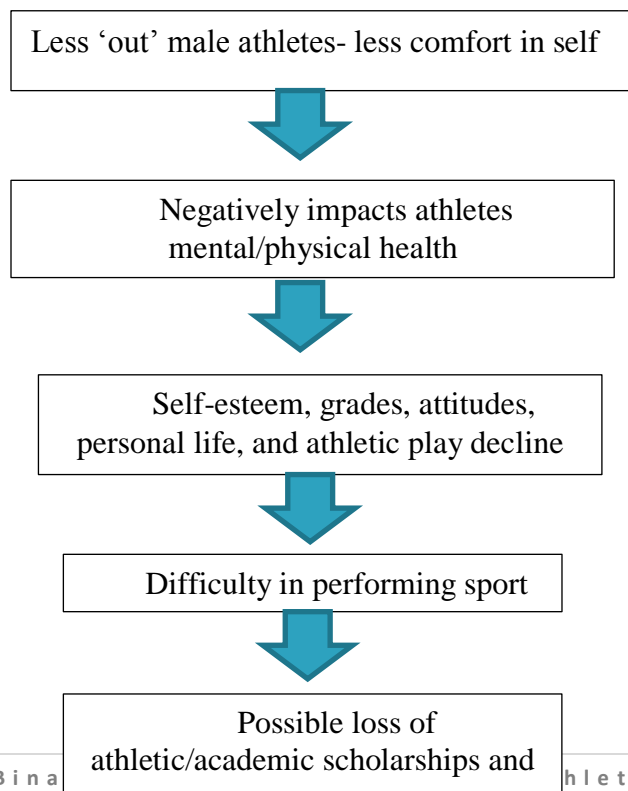 Less ‘out’ male athletes- less comfort in self
Negatively impacts athletes
mental/physical health
Self-esteem, grades, attitudes,
personal life, and athletic play decline
Difficulty in performing sport
Possible loss of
athletic/academic scholarships and